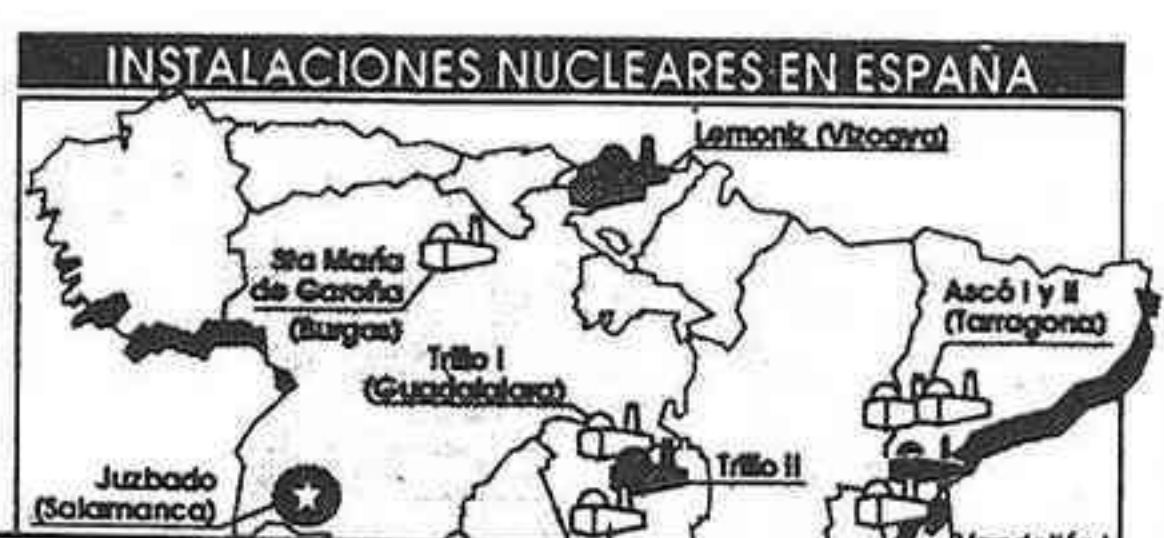 INSTALACIONES NUCLEARES EN ESPAÑA
Lemoniz (Vizcaya)
Sta María
de Garoña
(Burgos)
Ascó I y II
(Tarragona)
Trillo I
(Guadalajara)
Trillo II
Juzbado
(Salamanca)